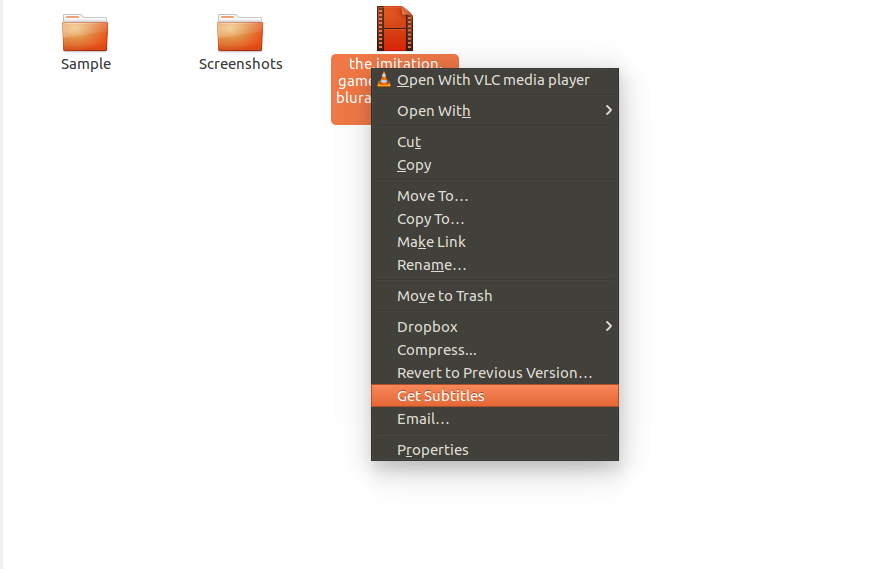 Sample
Screenshots
the.imitation.
game
blura
Open With VLC media player
Open With
Cut
Copy
Move To…
Copy To…
Make Link
Rename…
Move to Trash
Dropbox
Compress...
Revert to Previous Version…
Get Subtitles
Email…
Properties